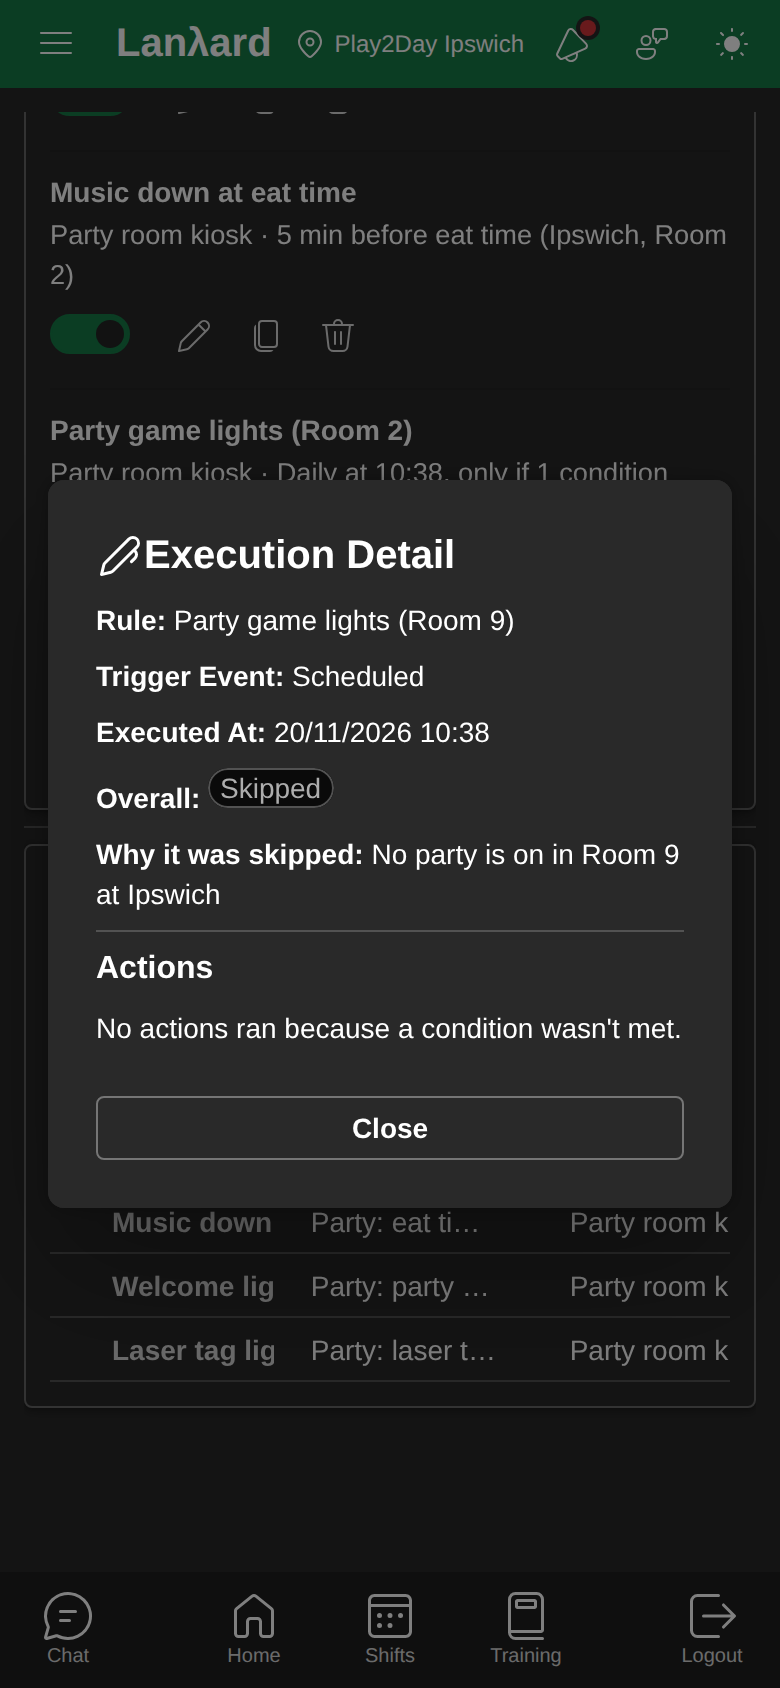 Lanλard
Play2Day Ipswich
Music down at eat time
Party room kiosk · 5 min before eat time (Ipswich, Room
2)
Party game lights (Room 2)
Party room kiosk · Daily at 10:38, only if 1 condition
Execution Detail
Rule: Party game lights (Room 9)
Trigger Event: Scheduled
Executed At: 20/11/2026 10:38
Overall: Skipped
Why it was skipped: No party is on in Room 9
at Ipswich
Actions
No actions ran because a condition wasn't met.
Close
Music down Party: eat ti… Party room k
Welcome lig Party: party … Party room k
Laser tag lig Party: laser t… Party room k
Chat Home Shifts Training Logout